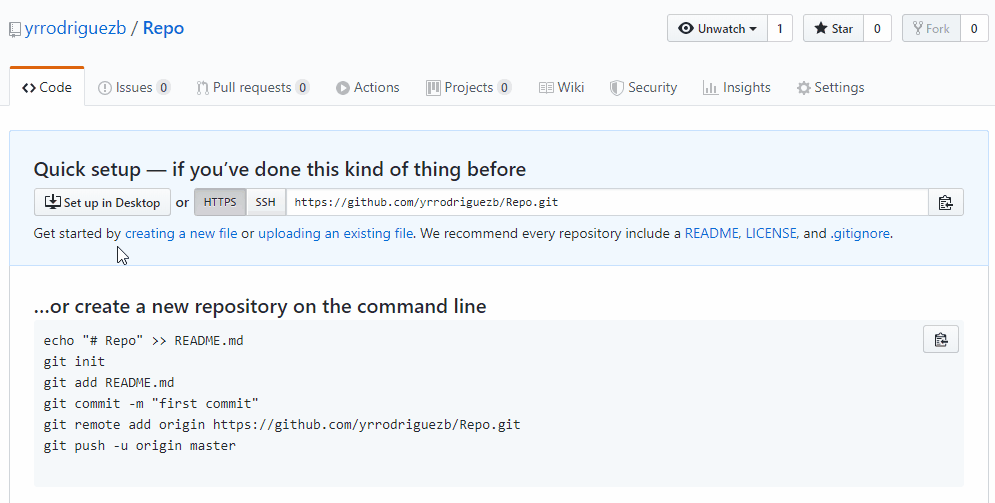 yrrodriguezb / Repo
Unwatch 1 Star 0 Fork 0
Code Issues 0 Pull requests 0 Actions Projects 0 Wiki Security Insights Settings
Quick setup — if you’ve done this kind of thing before
Set up in Desktop or HTTPS SSH https://github.com/yrrodriguezb/Repo.git
Get started by creating a new file or uploading an existing file. We recommend every repository include a README, LICENSE, and .gitignore.
…or create a new repository on the command line
echo "# Repo" >> README.md
git init
git add README.md
git commit -m "first commit"
git remote add origin https://github.com/yrrodriguezb/Repo.git
git push -u origin master